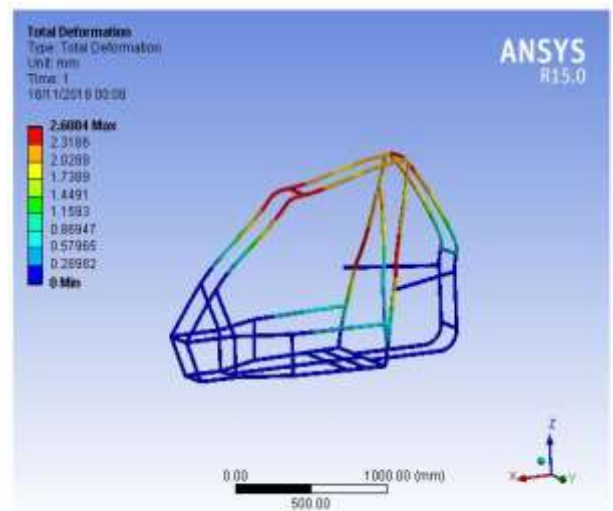 Total Deformation
Type: Total Deformation
Unit: mm
Time: 1
16/11/2016 00:08
2.6084 Max
2.3186
2.0288
1.7389
1.4491
1.1593
0.86947
0.57965
0.28982
0 Min
ANSYS
R15.0
0.00
1000.00 (mm)
500.00
Z
X
Y